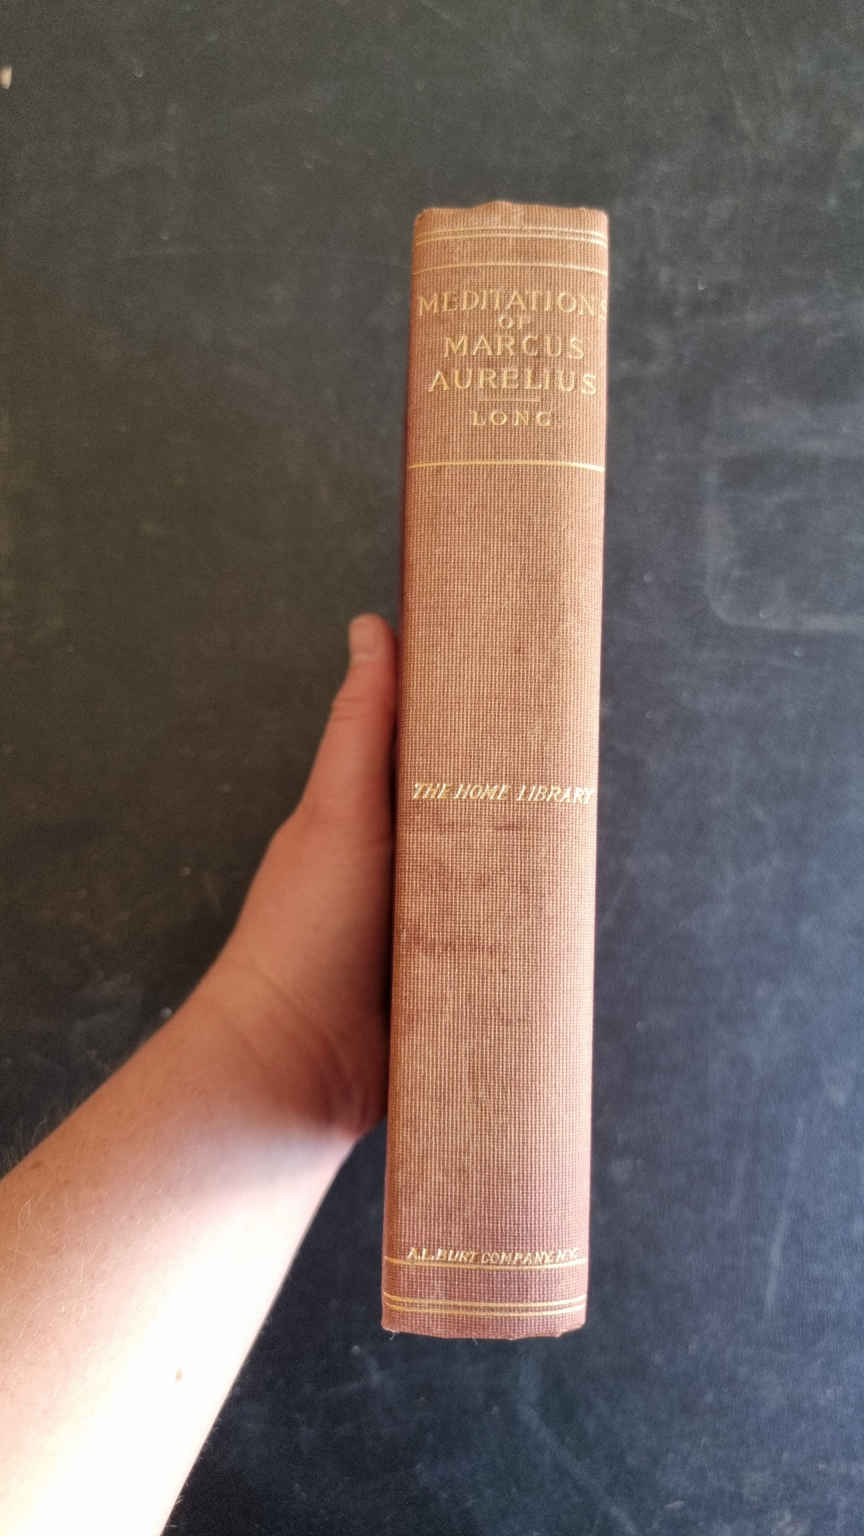 MEDITATIONS
OF
MARCUS
AURELIUS
LONG.
THE HOME LIBRARY
A.L. BURT COMPANY, N.Y.